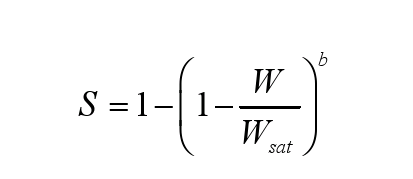 S = 1 − (1 − W/W_sat)^b